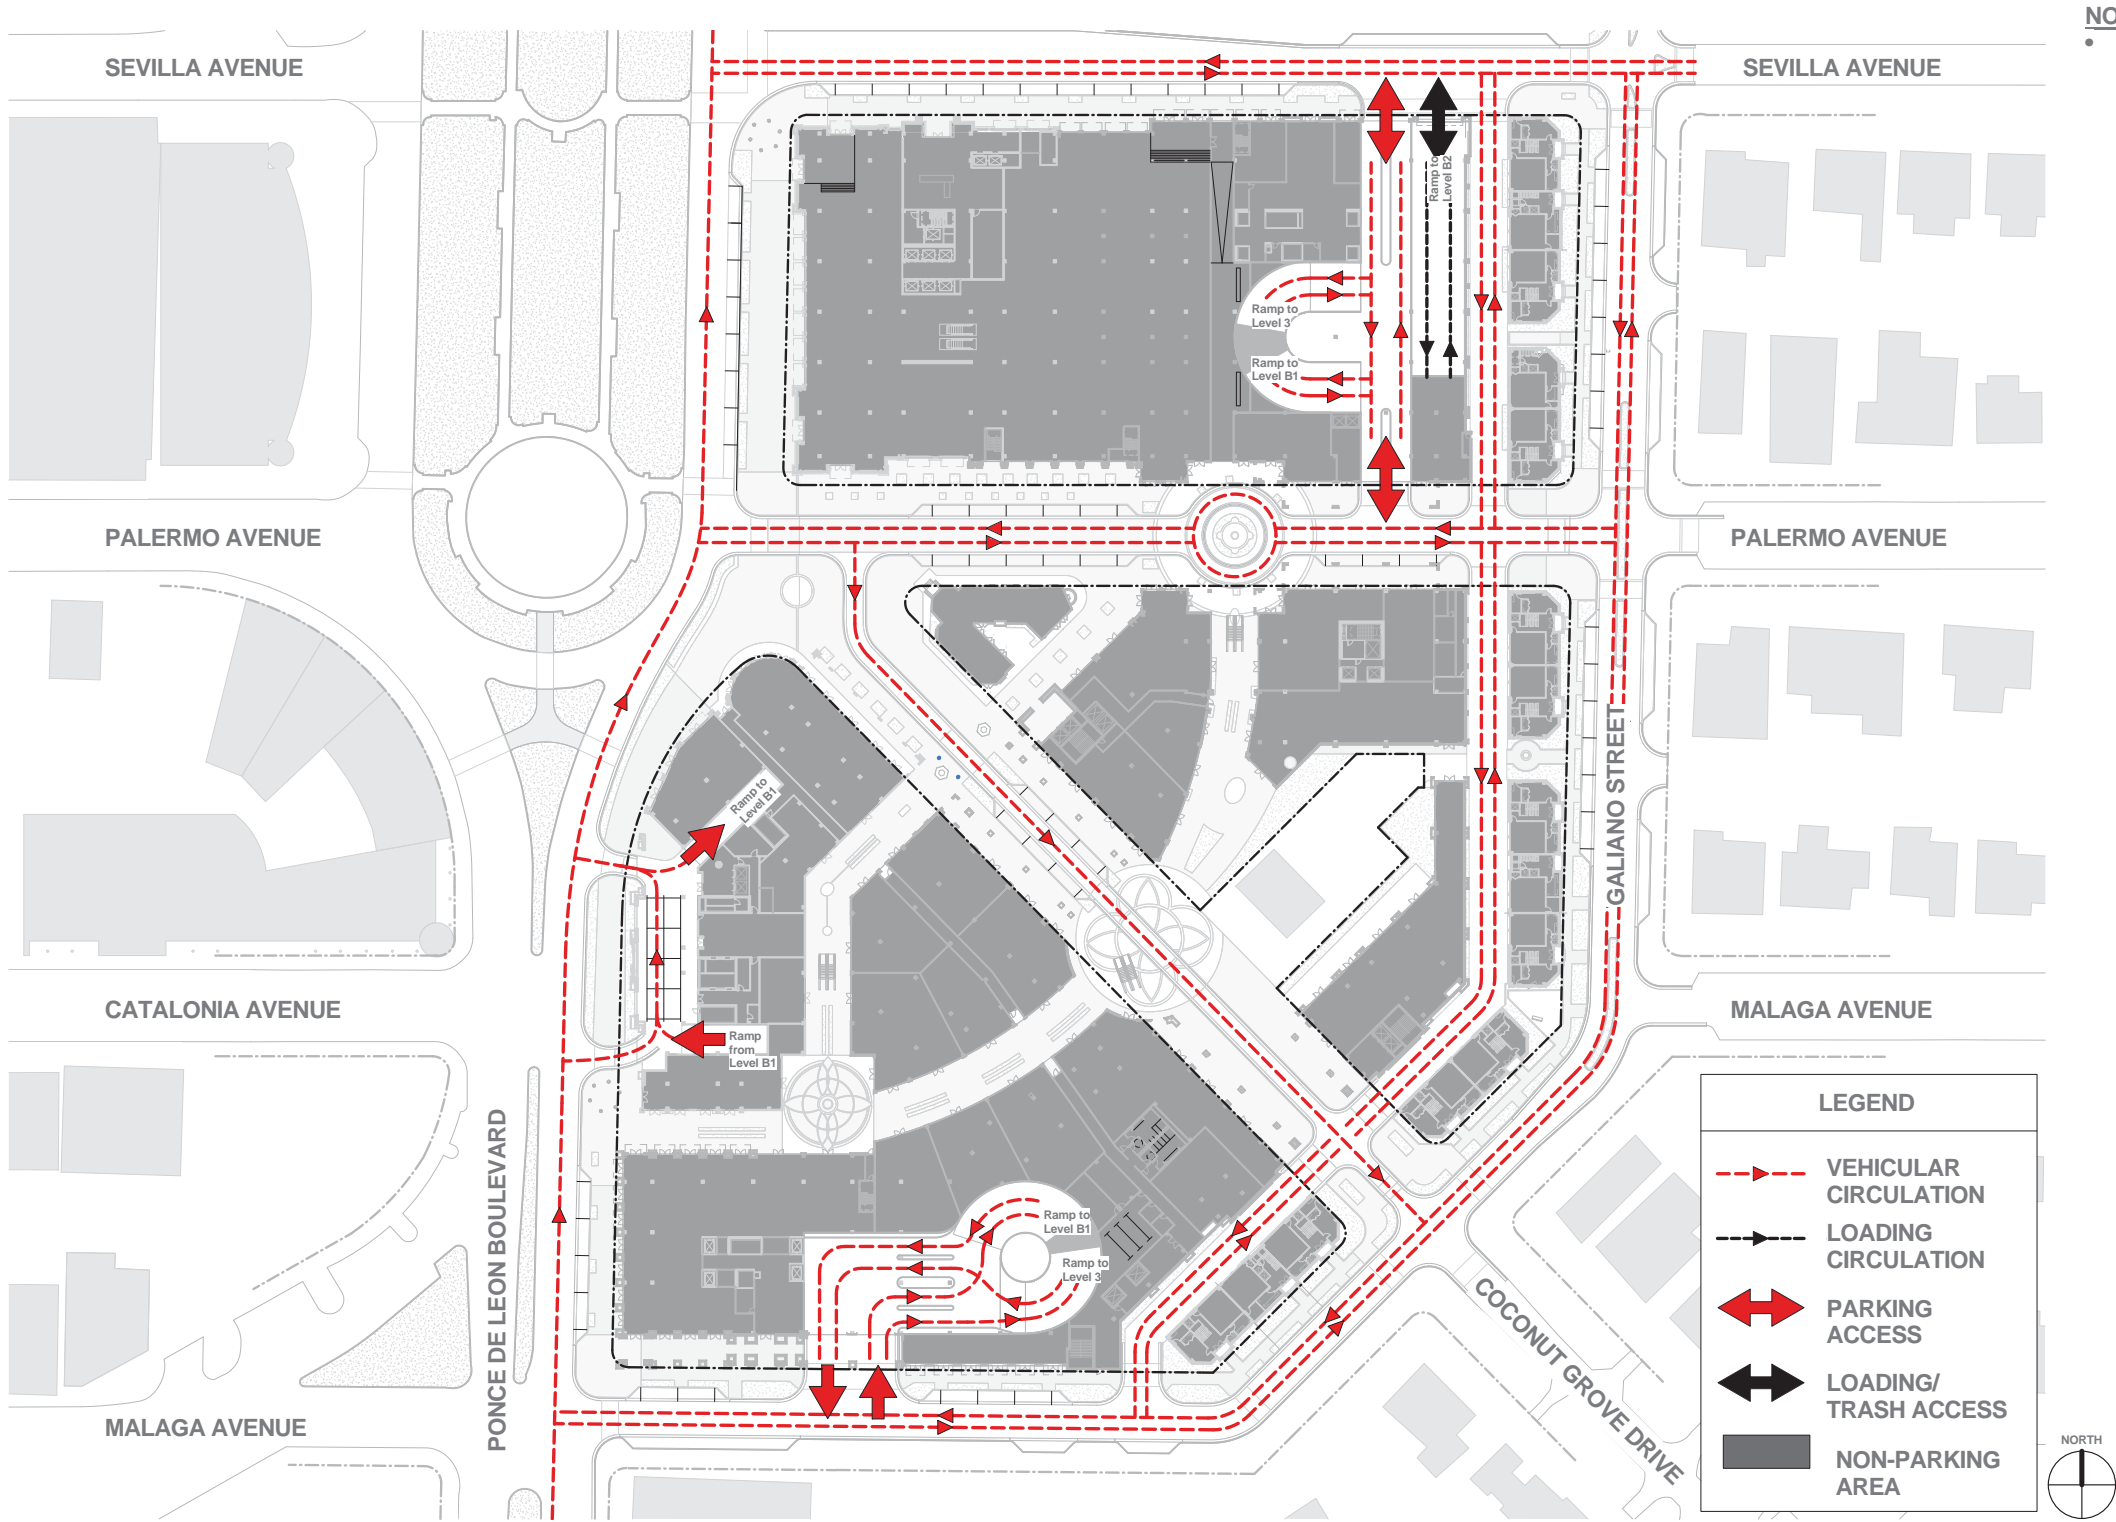 NO
•
SEVILLA AVENUE
SEVILLA AVENUE
Ramp to
Level B2
Ramp to
Level 3
Ramp to
Level B1
PALERMO AVENUE
PALERMO AVENUE
GALIANO STREET
Ramp to
Level B1
CATALONIA AVENUE
MALAGA AVENUE
Ramp
from
Level B1
PONCE DE LEON BOULEVARD
Ramp to
Level B1
Ramp to
Level 3
COCONUT GROVE DRIVE
MALAGA AVENUE
LEGEND
VEHICULAR
CIRCULATION
LOADING
CIRCULATION
PARKING
ACCESS
LOADING/
TRASH ACCESS
NON-PARKING
AREA
NORTH